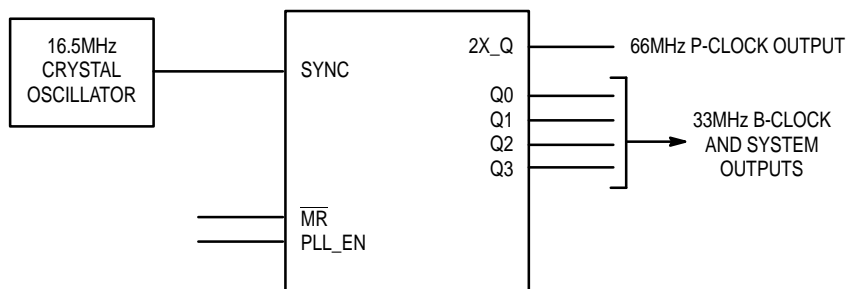 16.5MHz
CRYSTAL
OSCILLATOR
SYNC
2X_Q
66MHz P-CLOCK OUTPUT
Q0
Q1
Q2
Q3
33MHz B-CLOCK
AND SYSTEM
OUTPUTS
MR
PLL_EN